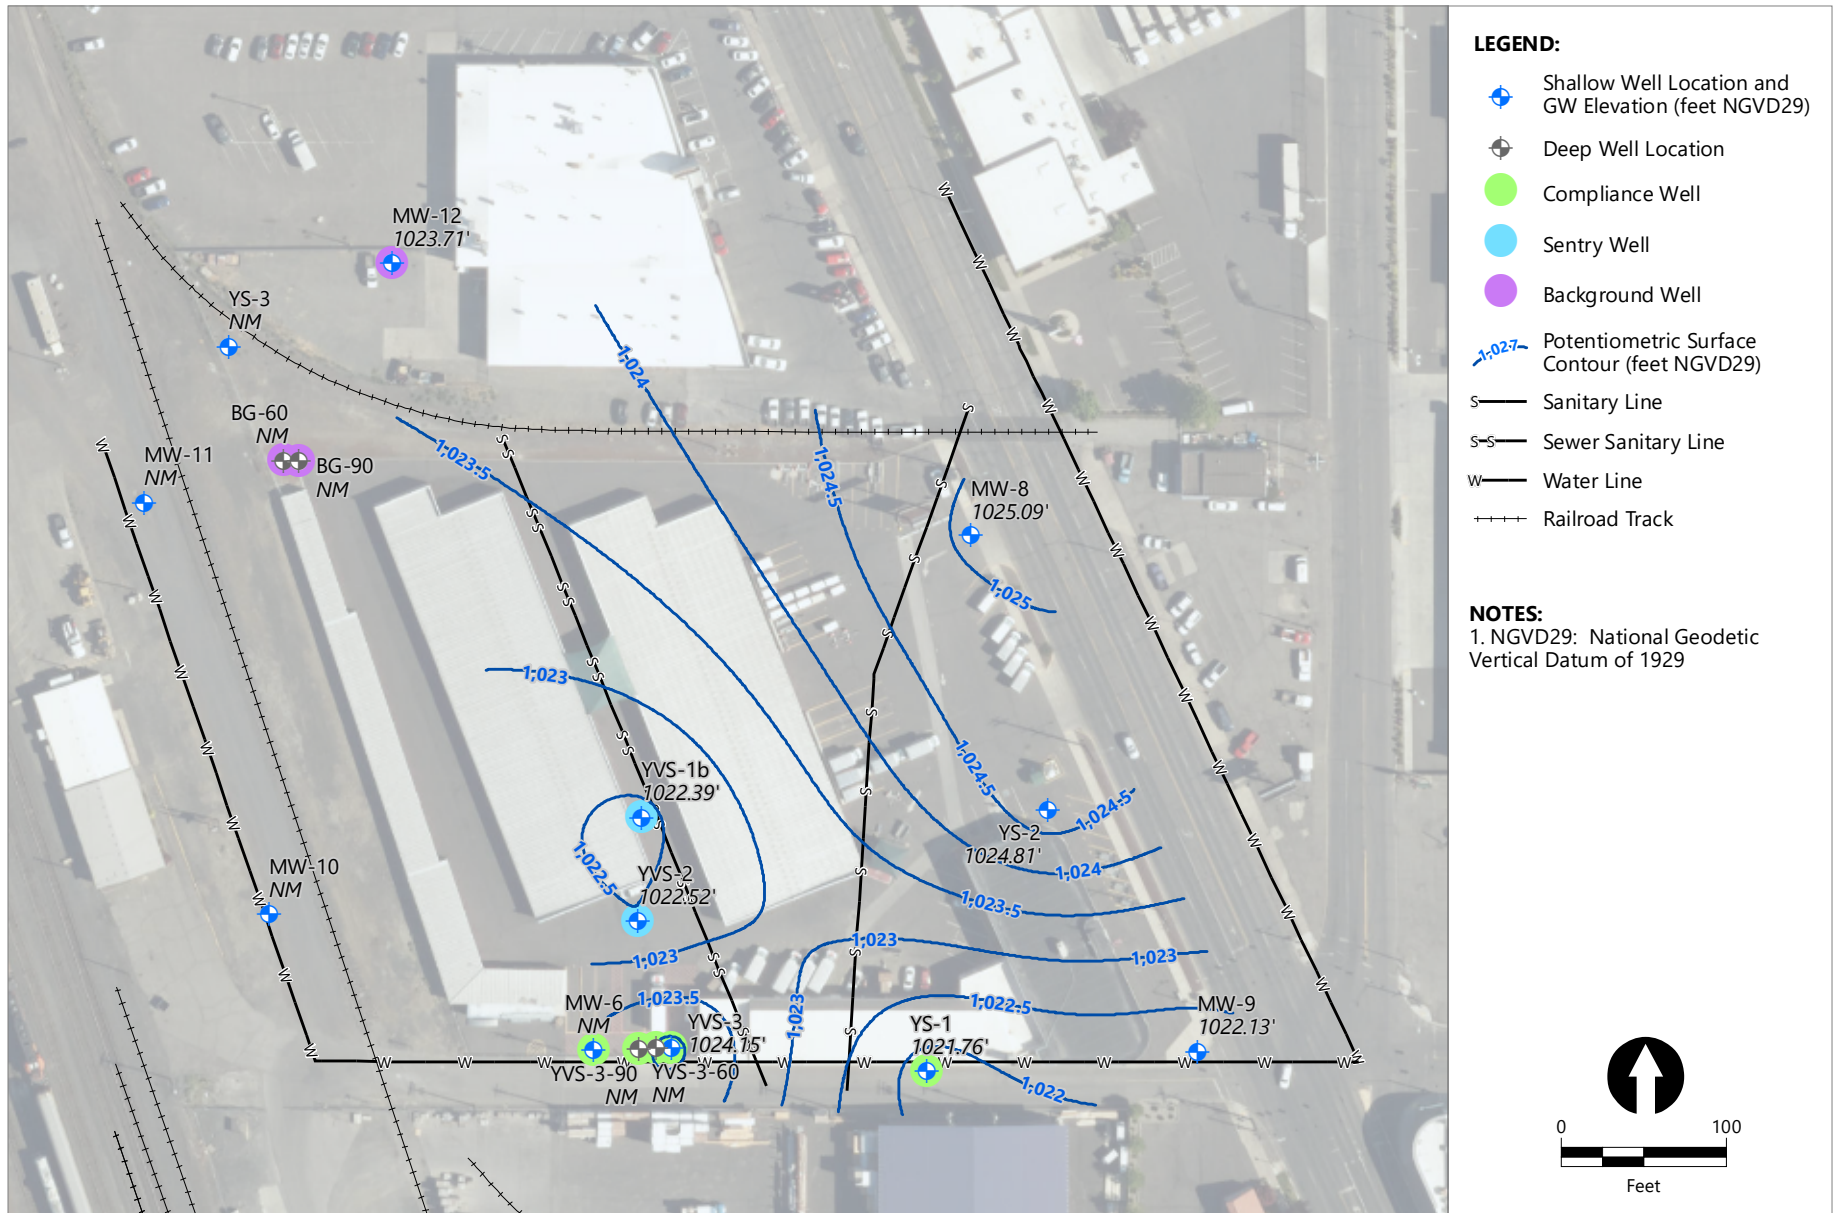 LEGEND:
Shallow Well Location and
GW Elevation (feet NGVD29)
Deep Well Location
Compliance Well
Sentry Well
Background Well
1,027
Potentiometric Surface
Contour (feet NGVD29)
S
Sanitary Line
S S
Sewer Sanitary Line
W
Water Line
Railroad Track
NOTES:
1. NGVD29: National Geodetic
Vertical Datum of 1929
0 100
Feet
MW-12
1023.71'
YS-3
NM
BG-60
NM
BG-90
NM
MW-11
NM
MW-8
1025.09'
MW-10
NM
YVS-1b
1022.39'
YVS-2
1022.52'
YS-2
1024.81'
MW-6
NM
YVS-3
1024.15'
YVS-3-90
NM
YVS-3-60
NM
YS-1
1021.76'
MW-9
1022.13'
1,024
1,023.5
1,024.5
1,025
1,023
1,024.5
1,024.5
1,022.5
1,024
1,023.5
1,023
1,023
1,023
1,023.5
1,023
1,022.5
1,022